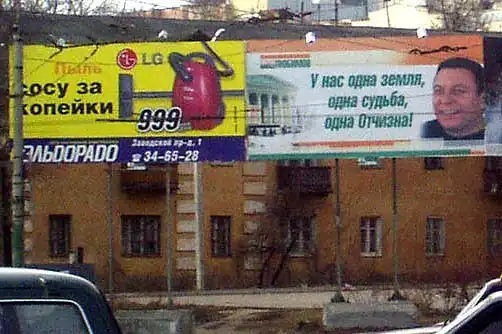 Пыль
LG
сосу за
копейки
999
ЭЛЬDОРАDО
Заводской пр-д, 1
☎ 34-65-28
У нас одна земля,
одна судьба,
одна Отчизна!